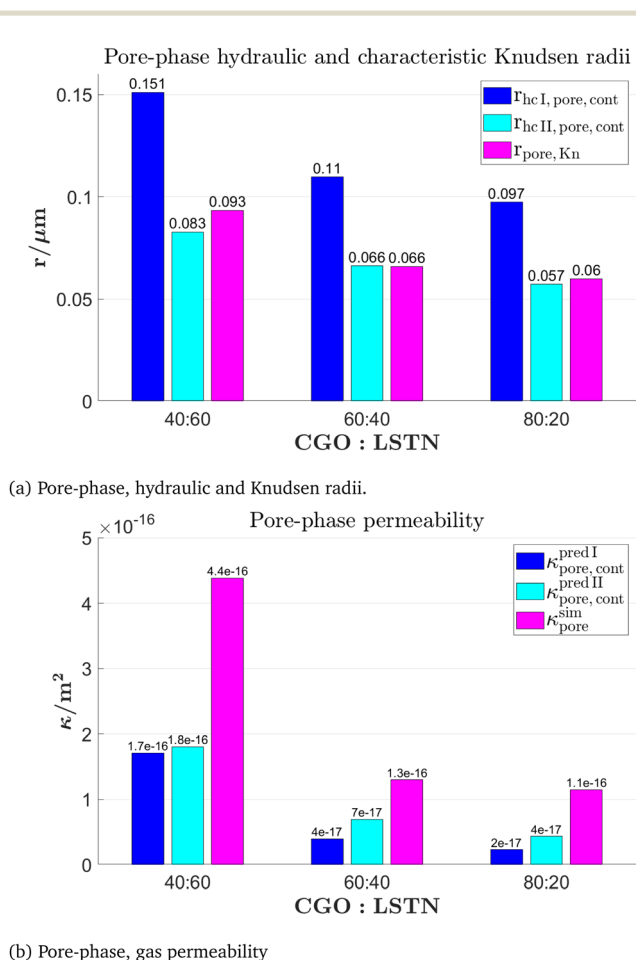 Pore-phase hydraulic and characteristic Knudsen radii
0.151
0.15
r_hc I, pore, cont
r_hc II, pore, cont
r_pore, Kn
0.11
0.1
0.097
0.093
0.083
0.066 0.066
0.057 0.06
0.05
0
r/μm
40:60 60:40 80:20
CGO : LSTN
(a) Pore-phase, hydraulic and Knudsen radii.
×10^-16
Pore-phase permeability
5
κ^pred I_pore, cont
κ^pred II_pore, cont
κ^sim_pore
4.4e-16
4
3
2
1.7e-16 1.8e-16
1.3e-16
1.1e-16
1
7e-17
4e-17
2e-17 4e-17
0
κ/m²
40:60 60:40 80:20
CGO : LSTN
(b) Pore-phase, gas permeability